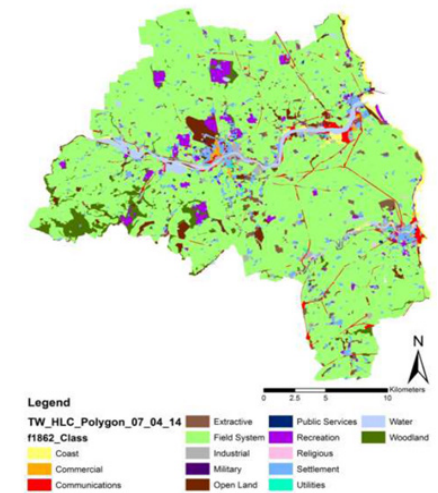 N
Kilometers
0 2.5 5 10
Legend
TW_HLC_Polygon_07_04_14
f1862_Class
Coast
Commercial
Communications
Extractive
Field System
Industrial
Military
Open Land
Public Services
Recreation
Religious
Settlement
Utilities
Water
Woodland